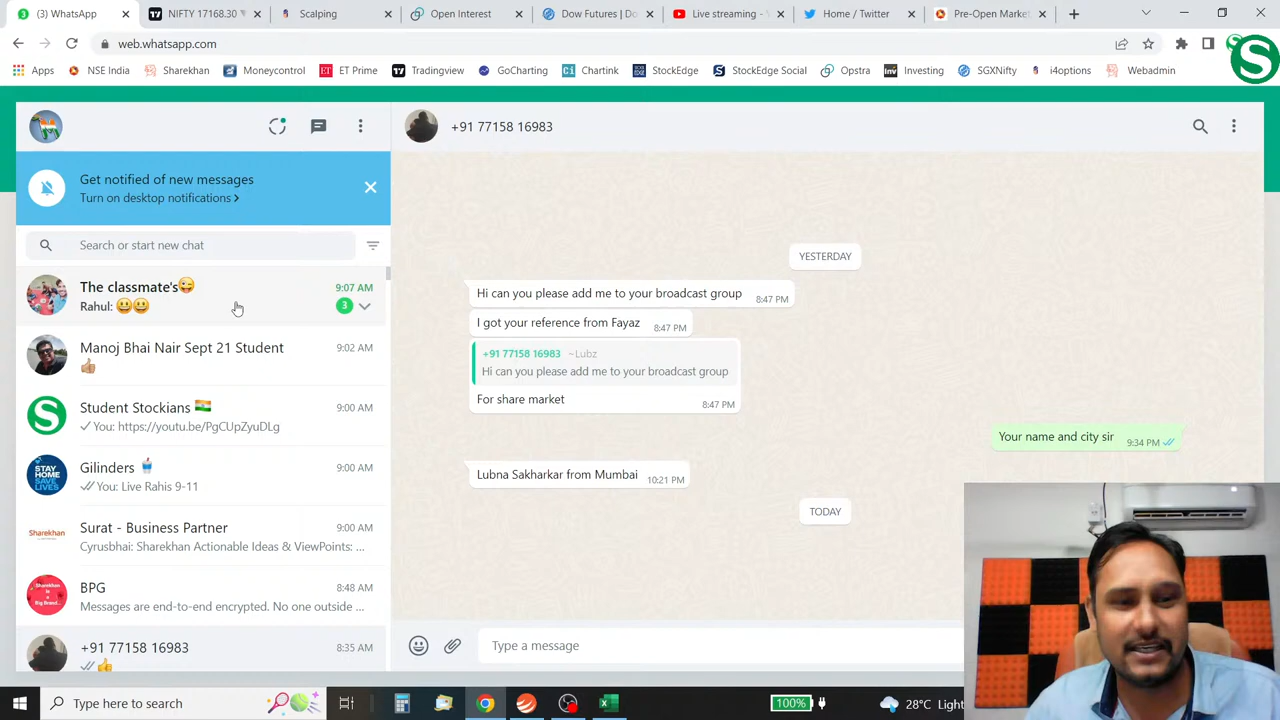 (3) WhatsApp
NIFTY 17168.30
Scalping
Open Interest
Dow Futures | Do
Live streaming -
Home / Twitter
Pre-Open Market
web.whatsapp.com
Apps
NSE India
Sharekhan
Moneycontrol
ET ET Prime
Tradingview
GoCharting
Chartink
StockEdge
StockEdge Social
Opstra
Investing
SGXNifty
i4options
Webadmin
S
+91 77158 16983
Get notified of new messages
Turn on desktop notifications >
Search or start new chat
The classmate's😜
9:07 AM
Rahul: 😃😃
3
Manoj Bhai Nair Sept 21 Student
9:02 AM
👍🏼
Student Stockians 🇮🇳
9:00 AM
You: https://youtu.be/PgCUpZyuDLg
Gilinders 🥤
9:00 AM
You: Live Rahis 9-11
STAY HOME SAVE LIVES
Surat - Business Partner
9:00 AM
Cyrusbhai: Sharekhan Actionable Ideas & ViewPoints: ...
Sharekhan
BPG
8:48 AM
Messages are end-to-end encrypted. No one outside ...
+91 77158 16983
8:35 AM
👍
YESTERDAY
Hi can you please add me to your broadcast group
8:47 PM
I got your reference from Fayaz
8:47 PM
+91 77158 16983 ~Lubz
Hi can you please add me to your broadcast group
For share market
8:47 PM
Your name and city sir
9:34 PM
Lubna Sakharkar from Mumbai
10:21 PM
TODAY
Type a message
Type here to search
100%
28°C Light